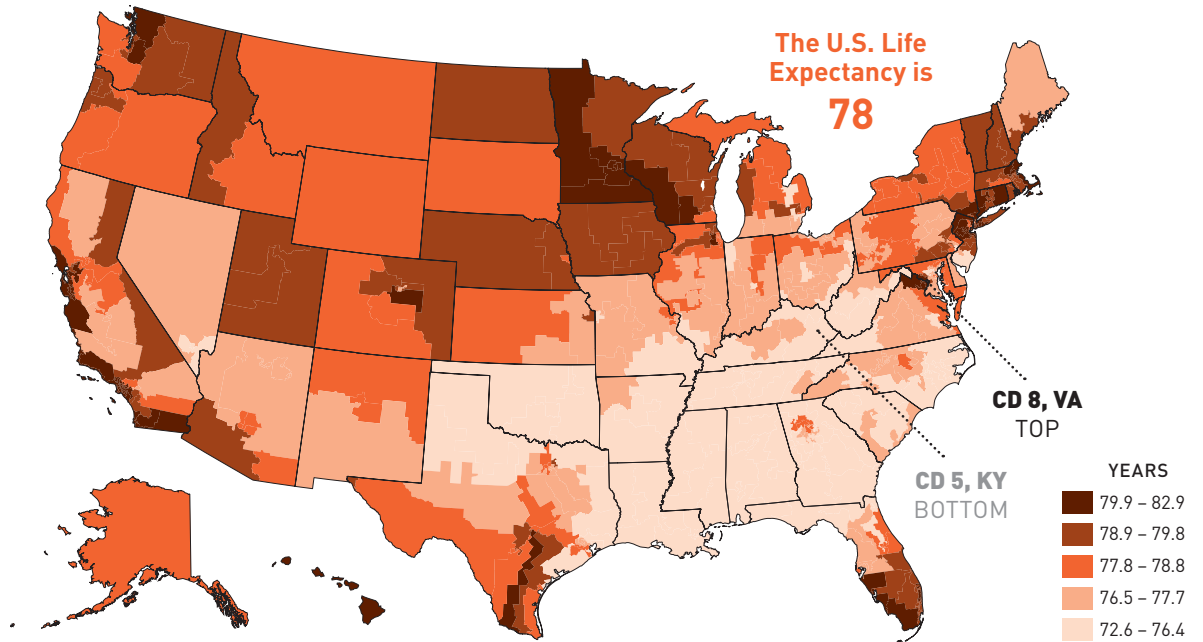 The U.S. Life
Expectancy is
78
CD 8, VA
TOP
CD 5, KY
BOTTOM
YEARS
79.9 – 82.9
78.9 – 79.8
77.8 – 78.8
76.5 – 77.7
72.6 – 76.4